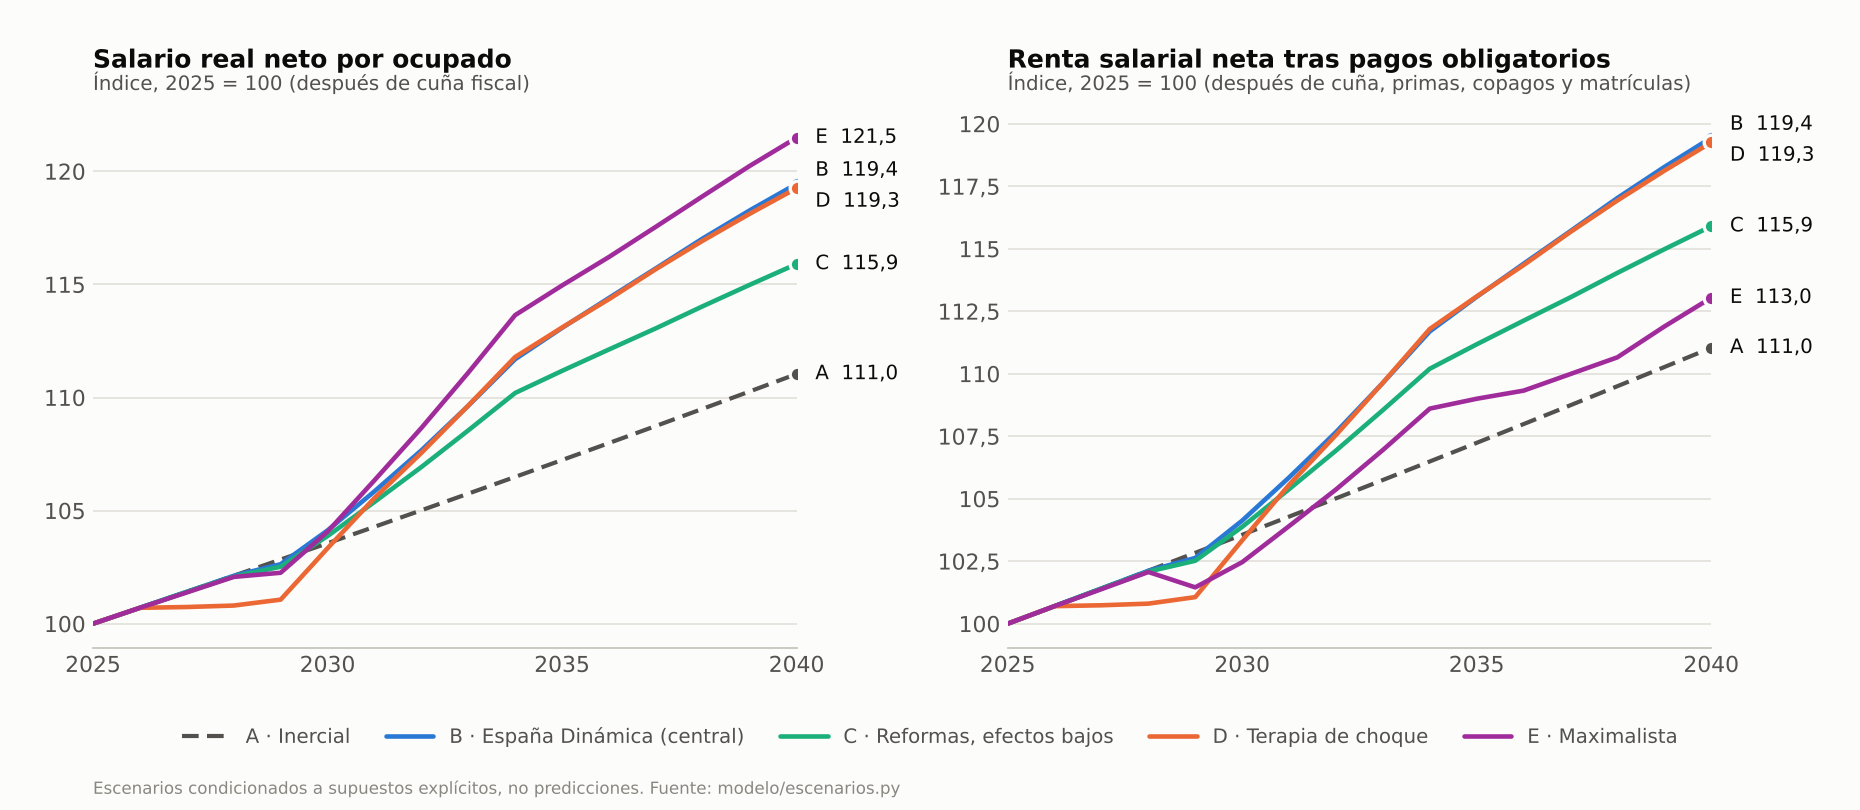 Salario real neto por ocupado
Índice, 2025 = 100 (después de cuña fiscal)
120
115
110
105
100
2025
2030
2035
2040
E 121,5
B 119,4
D 119,3
C 115,9
A 111,0
Renta salarial neta tras pagos obligatorios
Índice, 2025 = 100 (después de cuña, primas, copagos y matrículas)
120
117,5
115
112,5
110
107,5
105
102,5
100
2025
2030
2035
2040
B 119,4
D 119,3
C 115,9
E 113,0
A 111,0
A · Inercial
B · España Dinámica (central)
C · Reformas, efectos bajos
D · Terapia de choque
E · Maximalista
Escenarios condicionados a supuestos explícitos, no predicciones. Fuente: modelo/escenarios.py